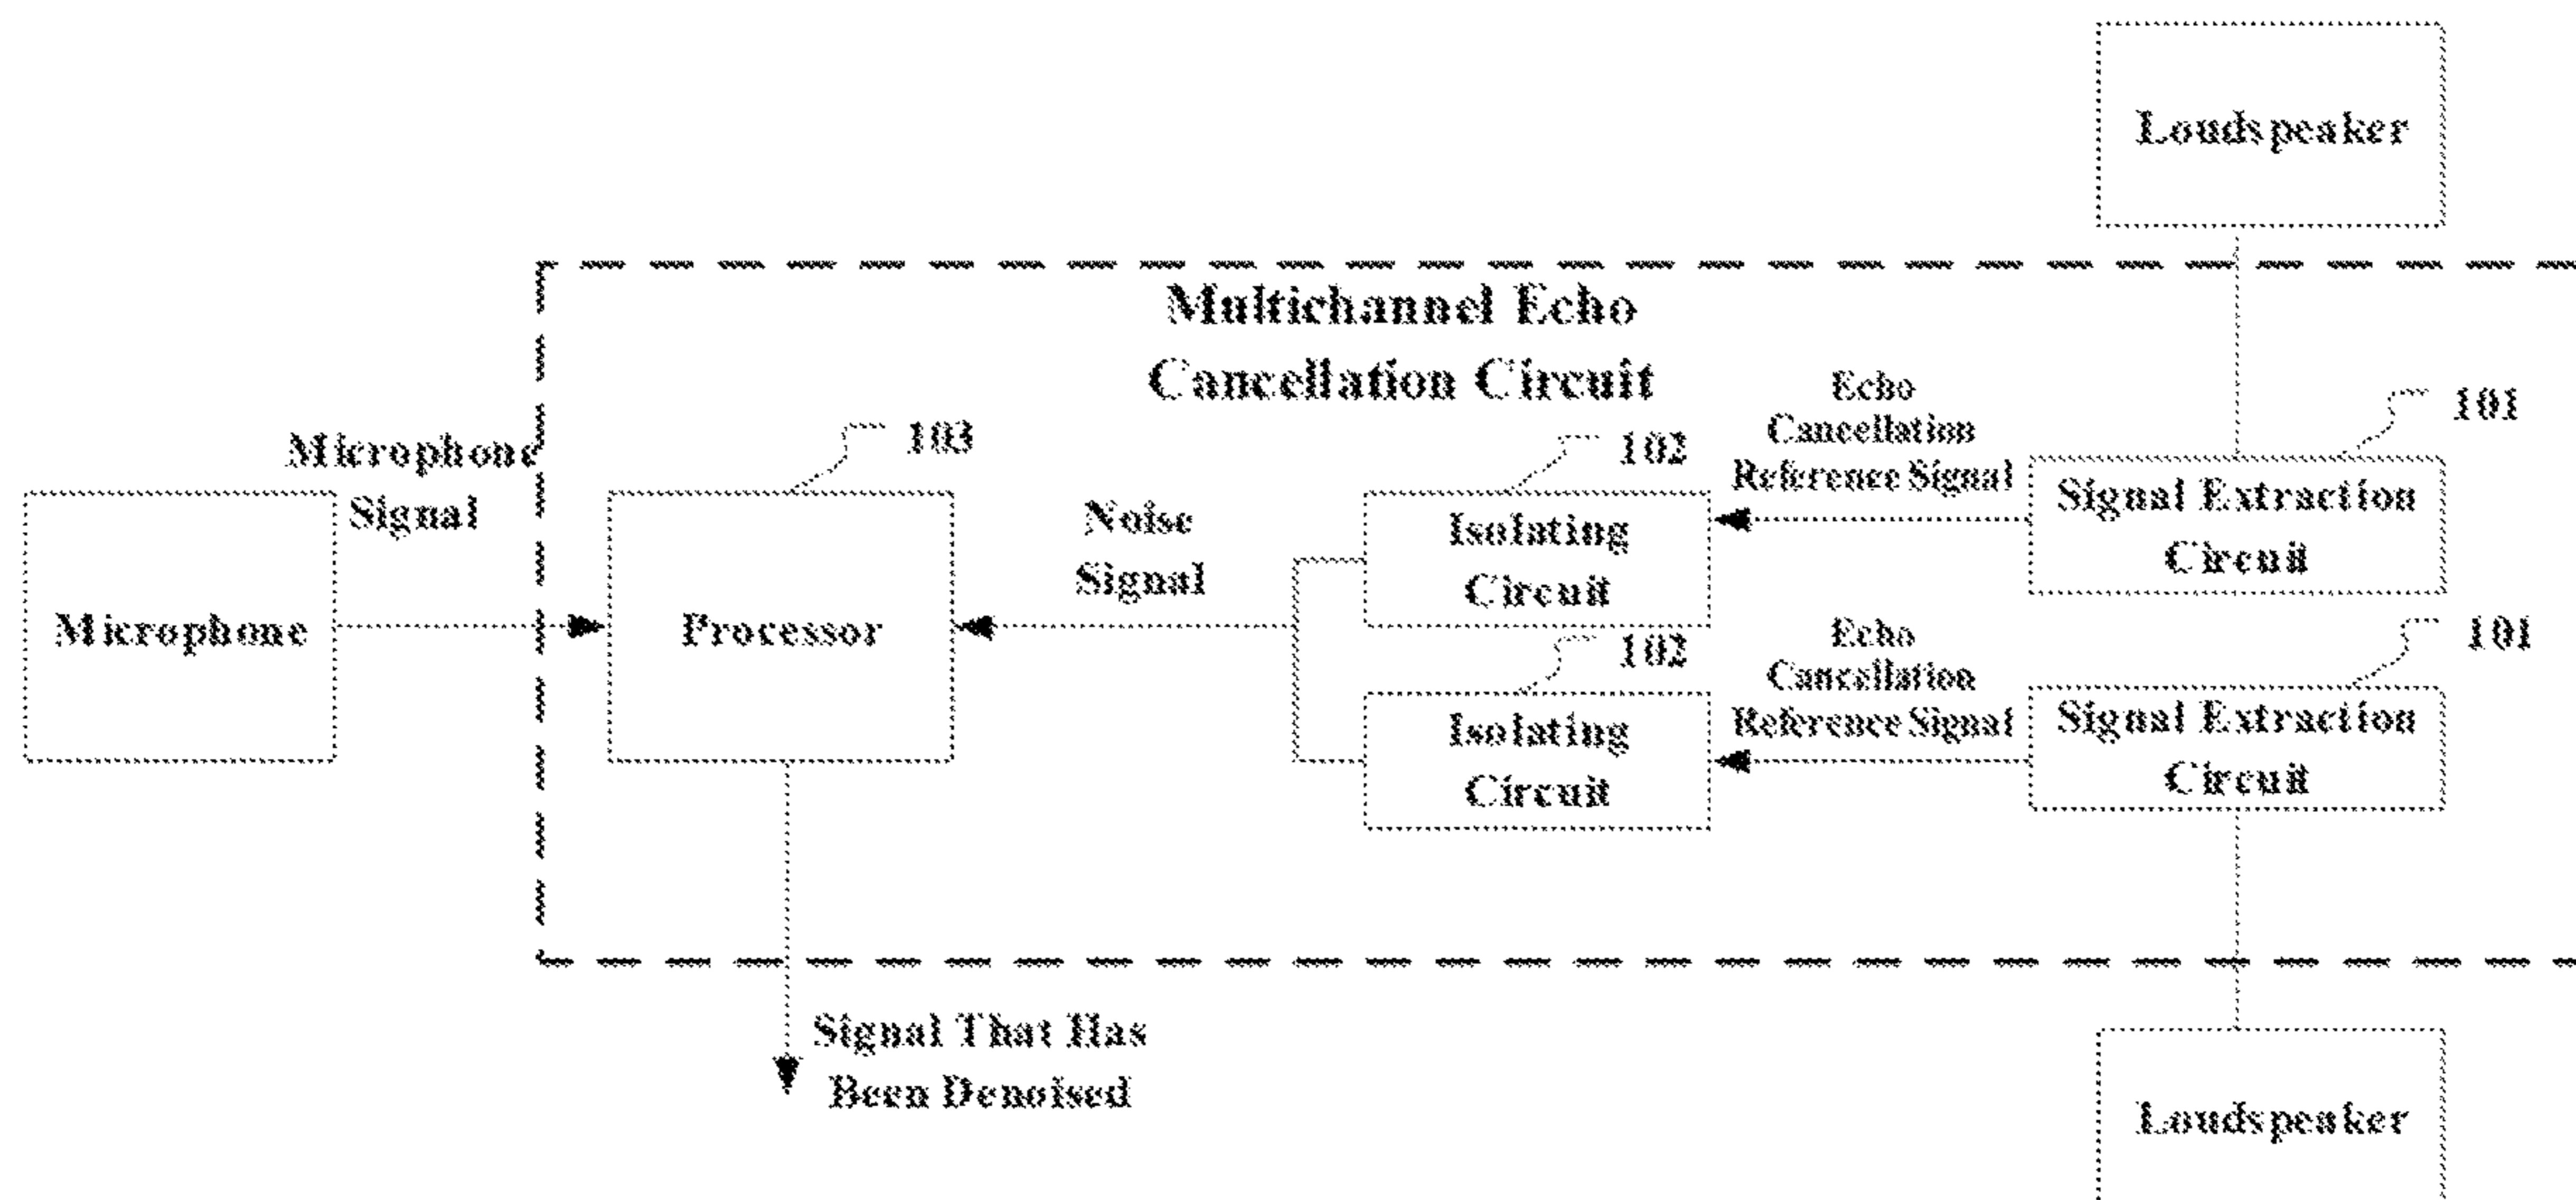 Loudspeaker
Multichannel Echo
Cancellation Circuit
Echo
Cancellation
Reference Signal
101
103
102
Microphone
Signal
Signal Extraction
Circuit
Isolating
Circuit
Noise
Signal
Microphone
Processor
102
Echo
Cancellation
Reference Signal
101
Isolating
Circuit
Signal Extraction
Circuit
Signal That Has
Been Denoised
Loudspeaker